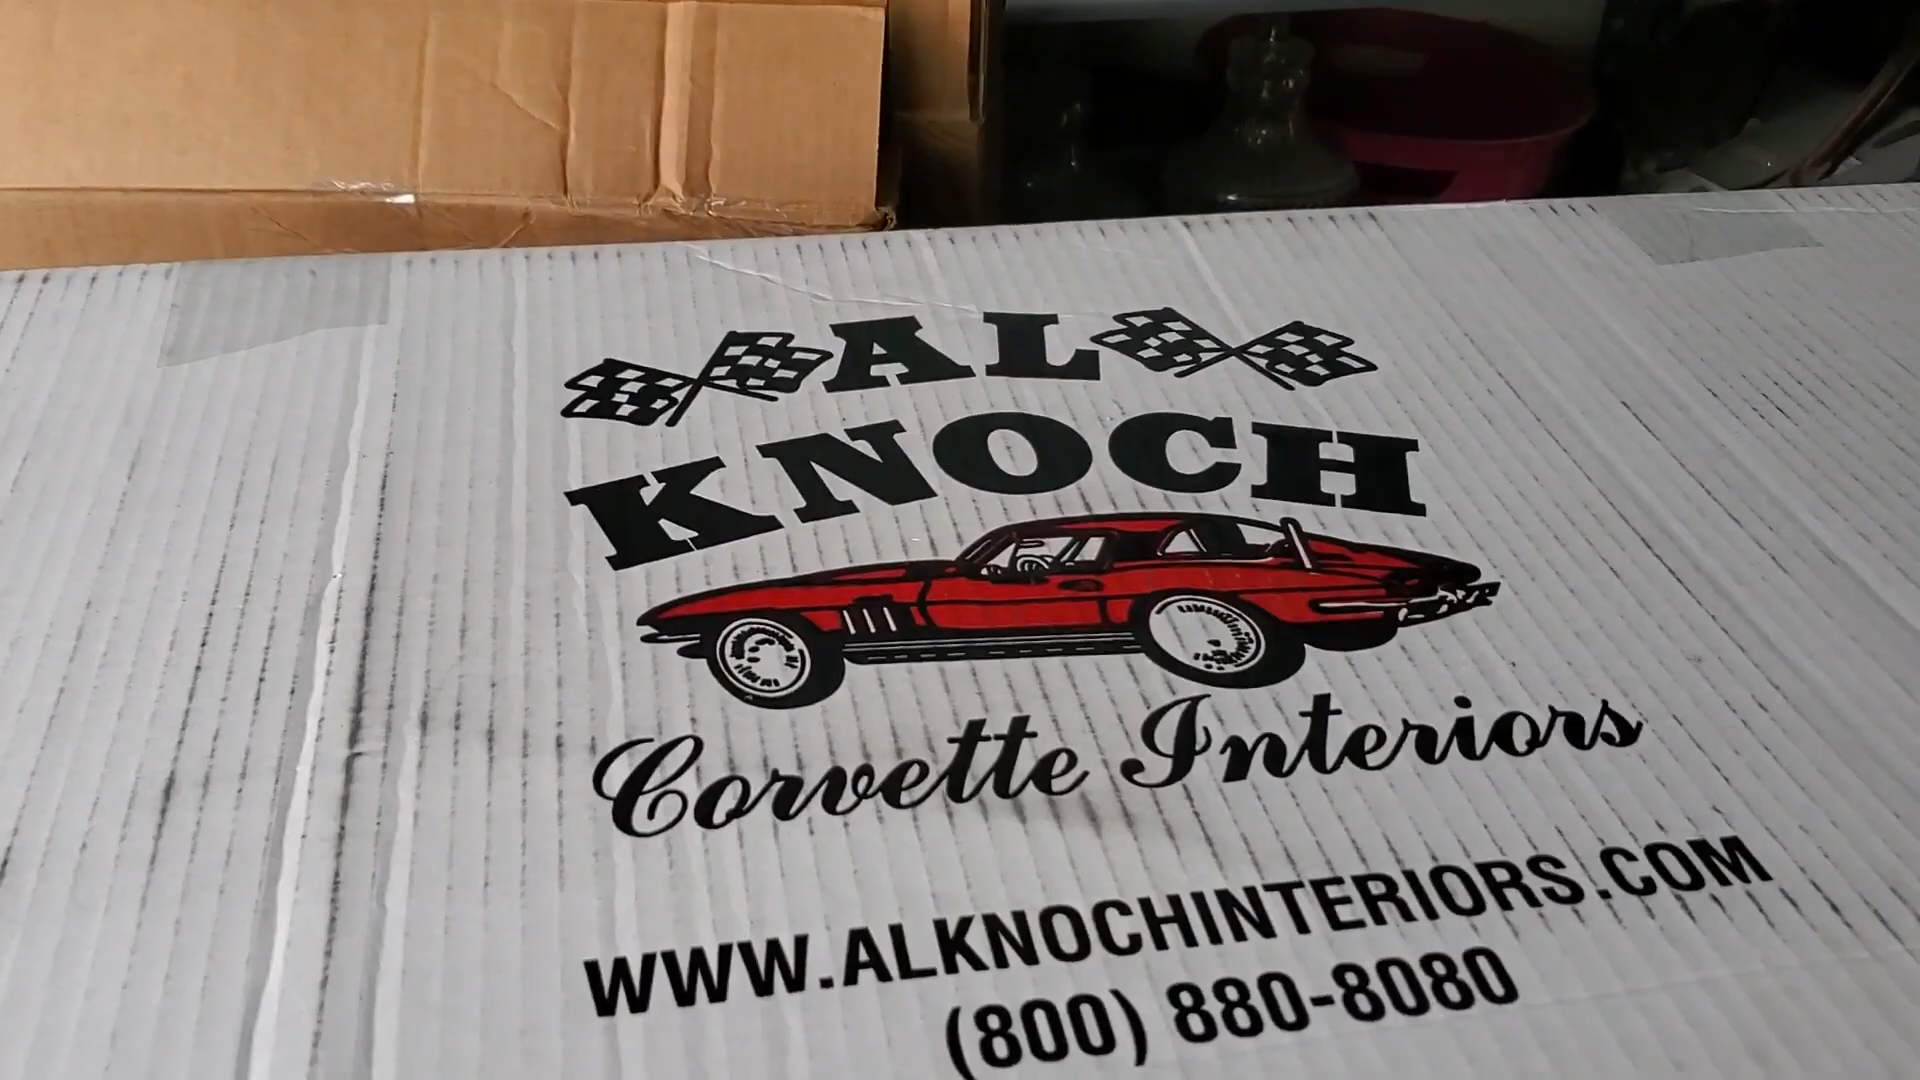 AL
KNOCH
Corvette Interiors
WWW.ALKNOCHINTERIORS.COM
(800) 880-8080